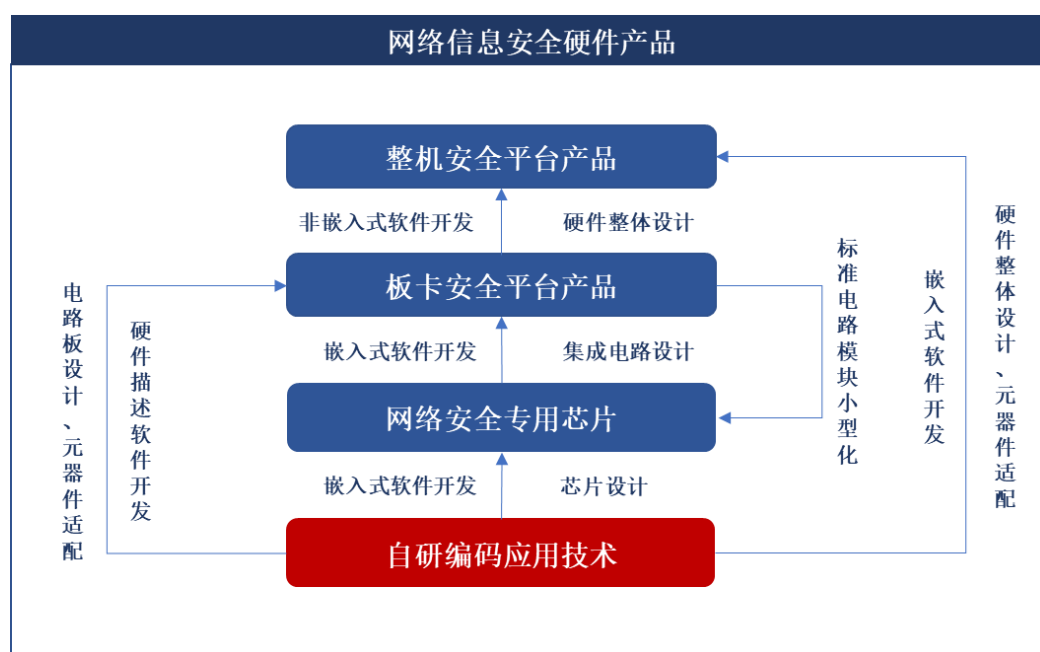 网络信息安全硬件产品
整机安全平台产品
非嵌入式软件开发
硬件整体设计
板卡安全平台产品
嵌入式软件开发
集成电路设计
网络安全专用芯片
嵌入式软件开发
芯片设计
自研编码应用技术
电路板设计、元器件适配
硬件描述软件开发
标准电路模块小型化
嵌入式软件开发
硬件整体设计、元器件适配